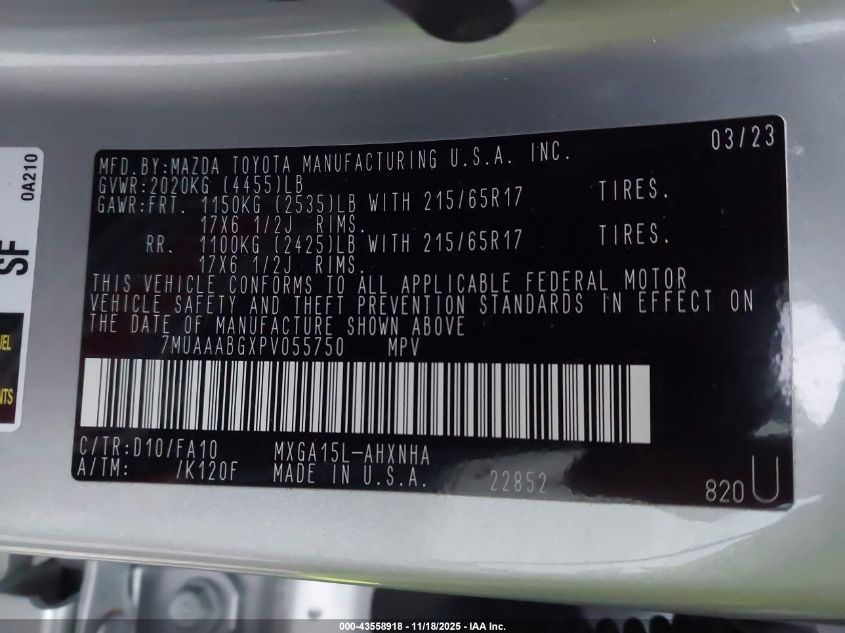 03/23
MFD.BY:MAZDA TOYOTA MANUFACTURING U.S.A. INC.
GVWR:2020KG (4455)LB
GAWR:FRT. 1150KG (2535)LB WITH 215/65R17 TIRES.
17X6 1/2J RIMS.
RR. 1100KG (2425)LB WITH 215/65R17 TIRES.
17X6 1/2J RIMS.
THIS VEHICLE CONFORMS TO ALL APPLICABLE FEDERAL MOTOR
VEHICLE SAFETY AND THEFT PREVENTION STANDARDS IN EFFECT ON
THE DATE OF MANUFACTURE SHOWN ABOVE
7MUAAABGXPV055750 MPV
C/TR:D10/FA10 MXGA15L-AHXNHA
A/TM: /K120F MADE IN U.S.A. 22852
820 U
0A210
SF
000-43558918 - 11/18/2025 - IAA Inc.